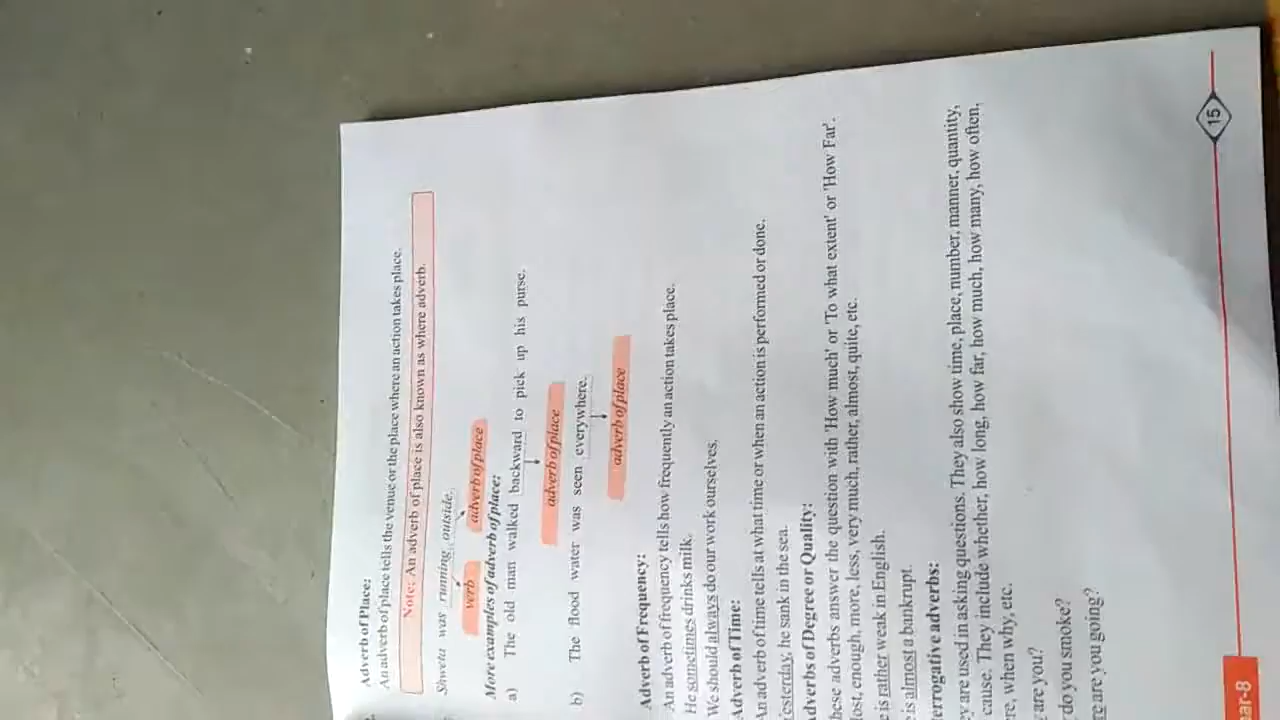 Adverb of Place:
An adverb of place tells the venue or the place where an action takes place.
Note: An adverb of place is also known as where adverb.
Shweta was running outside.
verb adverb of place
More examples of adverb of place:
a) The old man walked backward to pick up his purse.
adverb of place
b) The flood water was seen everywhere.
adverb of place
Adverb of Frequency:
An adverb of frequency tells how frequently an action takes place.
He sometimes drinks milk.
We should always do our work ourselves.
Adverb of Time:
An adverb of time tells at what time or when an action is performed or done.
esterday, he sank in the sea.
dverbs of Degree or Quality:
hese adverbs answer the question with 'How much' or 'To what extent' or 'How Far'.
lost, enough, more, less, very much, rather, almost, quite, etc.
e is rather weak in English.
is almost a bankrupt.
errogative adverbs:
ey are used in asking questions. They also show time, place, number, manner, quantity,
cause. They include whether, how long, how far, how much, how many, how often,
re, when why, etc.
are you?
do you smoke?
re are you going?
ar-8
15